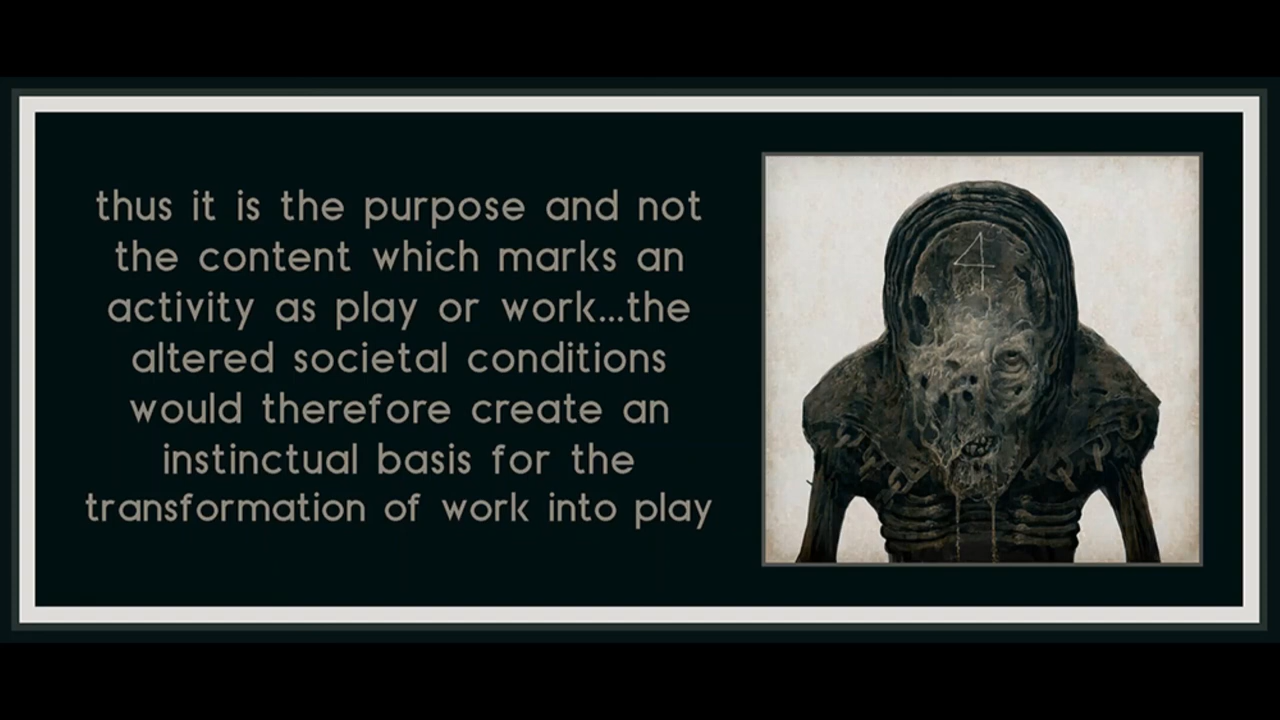 thus it is the purpose and not
the content which marks an
activity as play or work...the
altered societal conditions
would therefore create an
instinctual basis for the
transformation of work into play
4